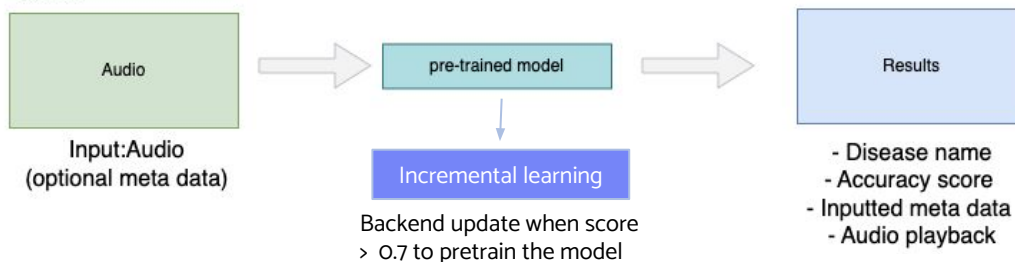 Audio
pre-trained model
Results
Input:Audio
(optional meta data)
Incremental learning
Backend update when score
> 0.7 to pretrain the model
- Disease name
- Accuracy score
- Inputted meta data
- Audio playback